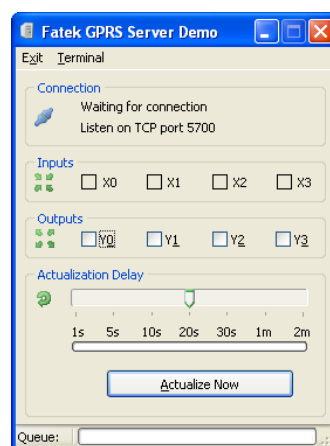 Fatek GPRS Server Demo
Exit Terminal
Connection
Waiting for connection
Listen on TCP port 5700
Inputs
X0 X1 X2 X3
Outputs
Y0 Y1 Y2 Y3
Actualization Delay
1s 5s 10s 20s 30s 1m 2m
Actualize Now
Queue: